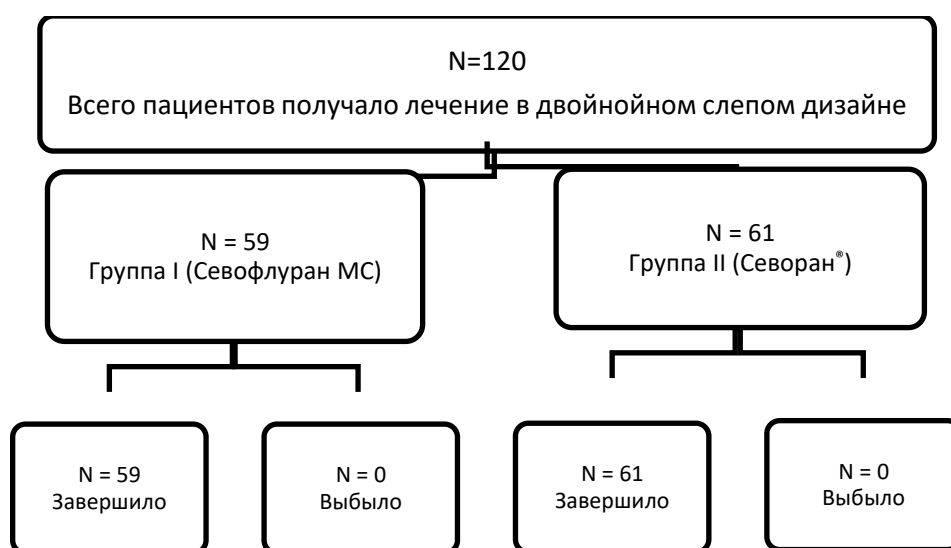 N=120
Всего пациентов получало лечение в двойнойном слепом дизайне
N = 59
Группа I (Севофлуран МС)
N = 61
Группа II (Севоран®)
N = 59
Завершило
N = 0
Выбыло
N = 61
Завершило
N = 0
Выбыло